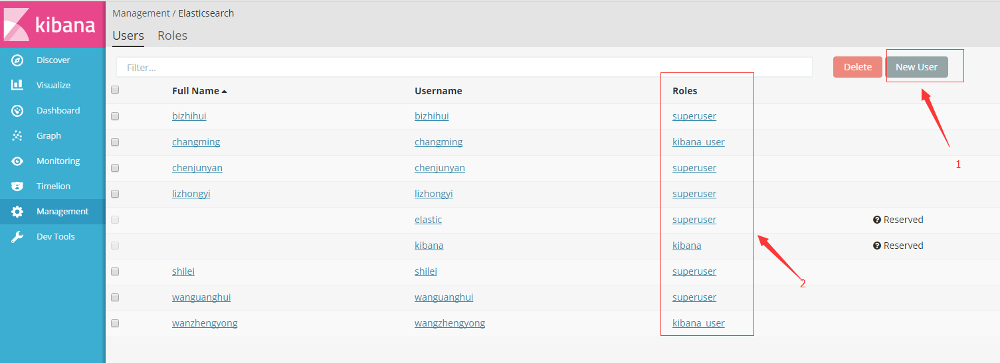 kibana
Discover
Visualize
Dashboard
Graph
Monitoring
Timelion
Management
Dev Tools
Management / Elasticsearch
Users Roles
Filter... Delete New User
Full Name Username Roles
bizhihui bizhihui superuser
changming changming kibana_user
chenjunyan chenjunyan superuser
lizhongyi lizhongyi superuser
elastic superuser Reserved
kibana kibana Reserved
shilei shilei superuser
wanguanghui wanguanghui superuser
wanzhengyong wangzhengyong kibana_user
1
2